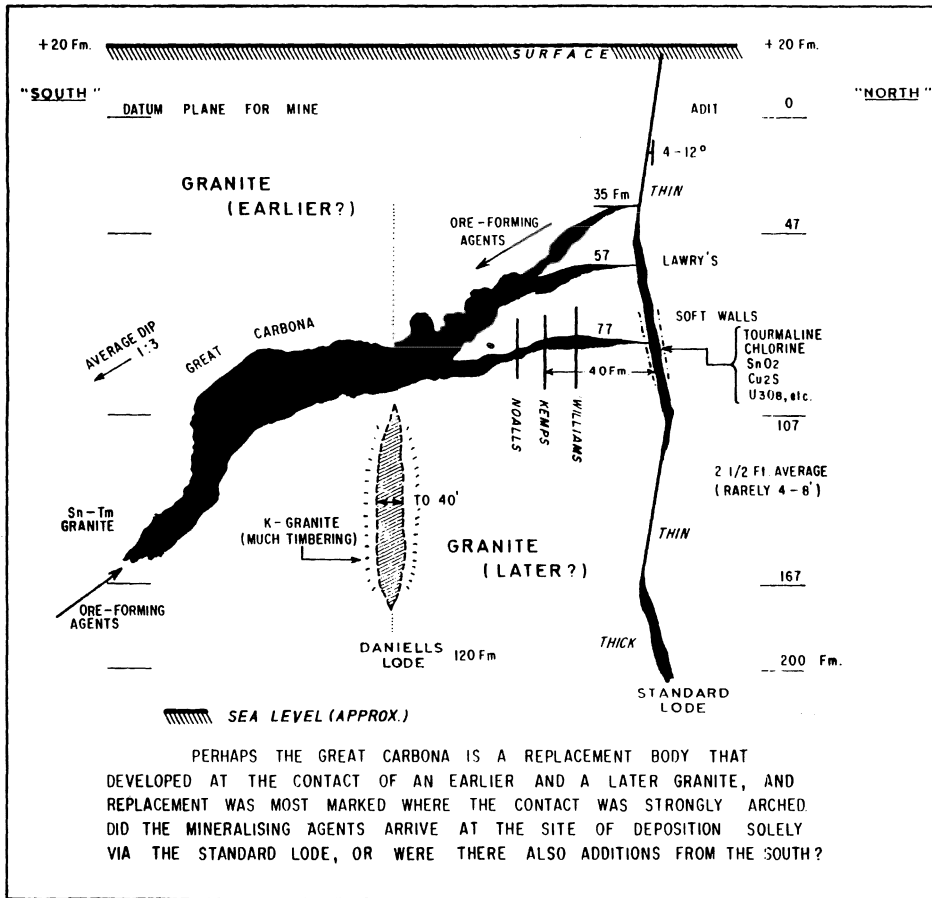 +20 Fm.
SURFACE
+ 20 Fm.
"SOUTH"
"NORTH"
DATUM PLANE FOR MINE
ADIT
0
4-12°
GRANITE
(EARLIER?)
35 Fm
THIN
ORE-FORMING
AGENTS
47
57
LAWRY'S
AVERAGE DIP
1:3
GREAT CARBONA
77
SOFT WALLS
TOURMALINE
CHLORINE
SnO2
Cu2S
U3O8, etc.
40Fm
NOALLS
KEMPS
WILLIAMS
107
2 1/2 Ft. AVERAGE
(RARELY 4-8')
Sn-Tm
GRANITE
TO 40'
K-GRANITE
(MUCH TIMBERING)
GRANITE
(LATER?)
THIN
167
ORE-FORMING
AGENTS
DANIELLS
LODE
120 Fm
THICK
200 Fm.
STANDARD
LODE
SEA LEVEL (APPROX.)
PERHAPS THE GREAT CARBONA IS A REPLACEMENT BODY THAT
DEVELOPED AT THE CONTACT OF AN EARLIER AND A LATER GRANITE, AND
REPLACEMENT WAS MOST MARKED WHERE THE CONTACT WAS STRONGLY ARCHED.
DID THE MINERALISING AGENTS ARRIVE AT THE SITE OF DEPOSITION SOLELY
VIA THE STANDARD LODE, OR WERE THERE ALSO ADDITIONS FROM THE SOUTH?